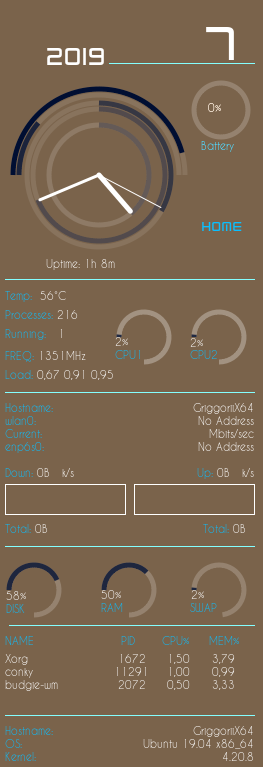 7
2019
0%
Battery
HOME
Uptime: 1h 8m
Temp: 56°C
Processes: 216
Running: 1
2% CPU1
2% CPU2
FREQ: 1351MHz
Load: 0,67 0,91 0,95
Hostname: GriggoriiX64
wlan0: No Address
Current: Mbits/sec
enp6s0: No Address
Down: 0B k/s Up: 0B k/s
Total: 0B Total: 0B
58% 50% 2%
DISK RAM SWAP
NAME PID CPU% MEM%
Xorg 1672 1,50 3,79
conky 11291 1,00 0,99
budgie-wm 2072 0,50 3,33
Hostname: GriggoriiX64
OS: Ubuntu 19.04 x86_64
Kernel: 4.20.8